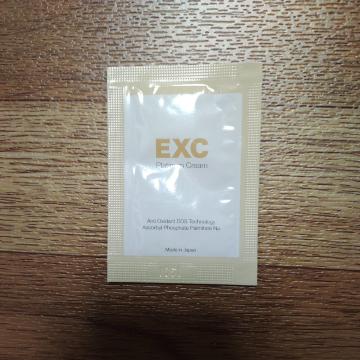 EXC
Platinum Cream
Anti Oxidant DDS Technology
Ascorbyl Phosphate Palmitate Na
Made in Japan